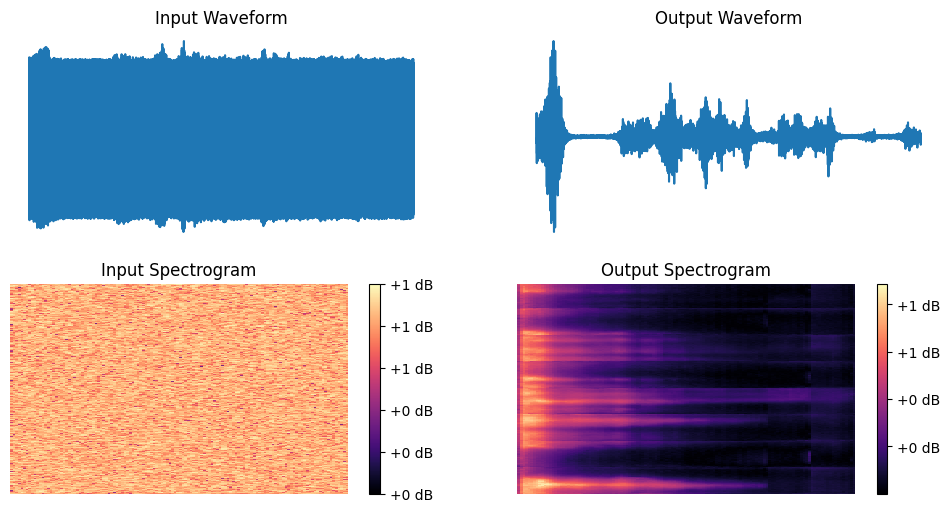 Input Waveform
Output Waveform
Input Spectrogram
+1 dB
+1 dB
+1 dB
+0 dB
+0 dB
+0 dB
Output Spectrogram
+1 dB
+1 dB
+0 dB
+0 dB